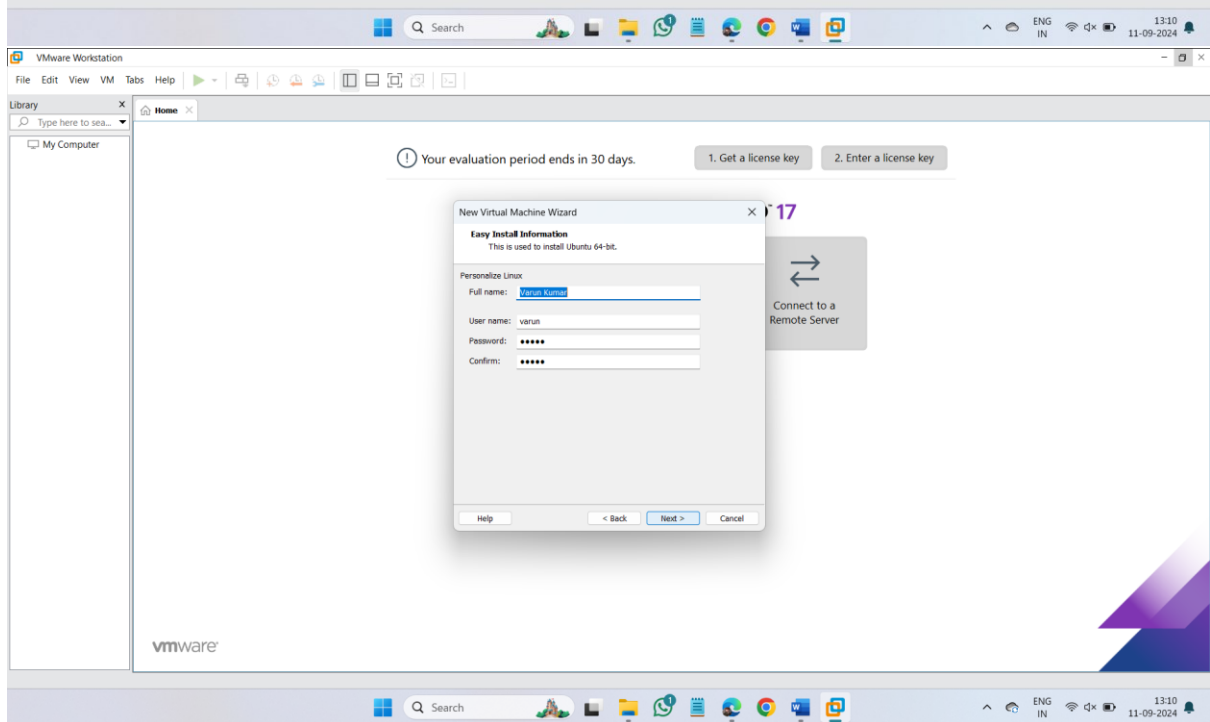 Search
ENG
IN
13:10
11-09-2024
VMware Workstation
File Edit View VM Tabs Help
Library X
Home
Type here to sea...
My Computer
Your evaluation period ends in 30 days.
1. Get a license key
2. Enter a license key
17
New Virtual Machine Wizard
Easy Install Information
This is used to install Ubuntu 64-bit.
Personalize Linux
Full name: Varun Kumar
User name: varun
Password: •••••
Confirm: •••••
Connect to a
Remote Server
Help < Back Next > Cancel
vmware
Search
ENG
IN
13:10
11-09-2024